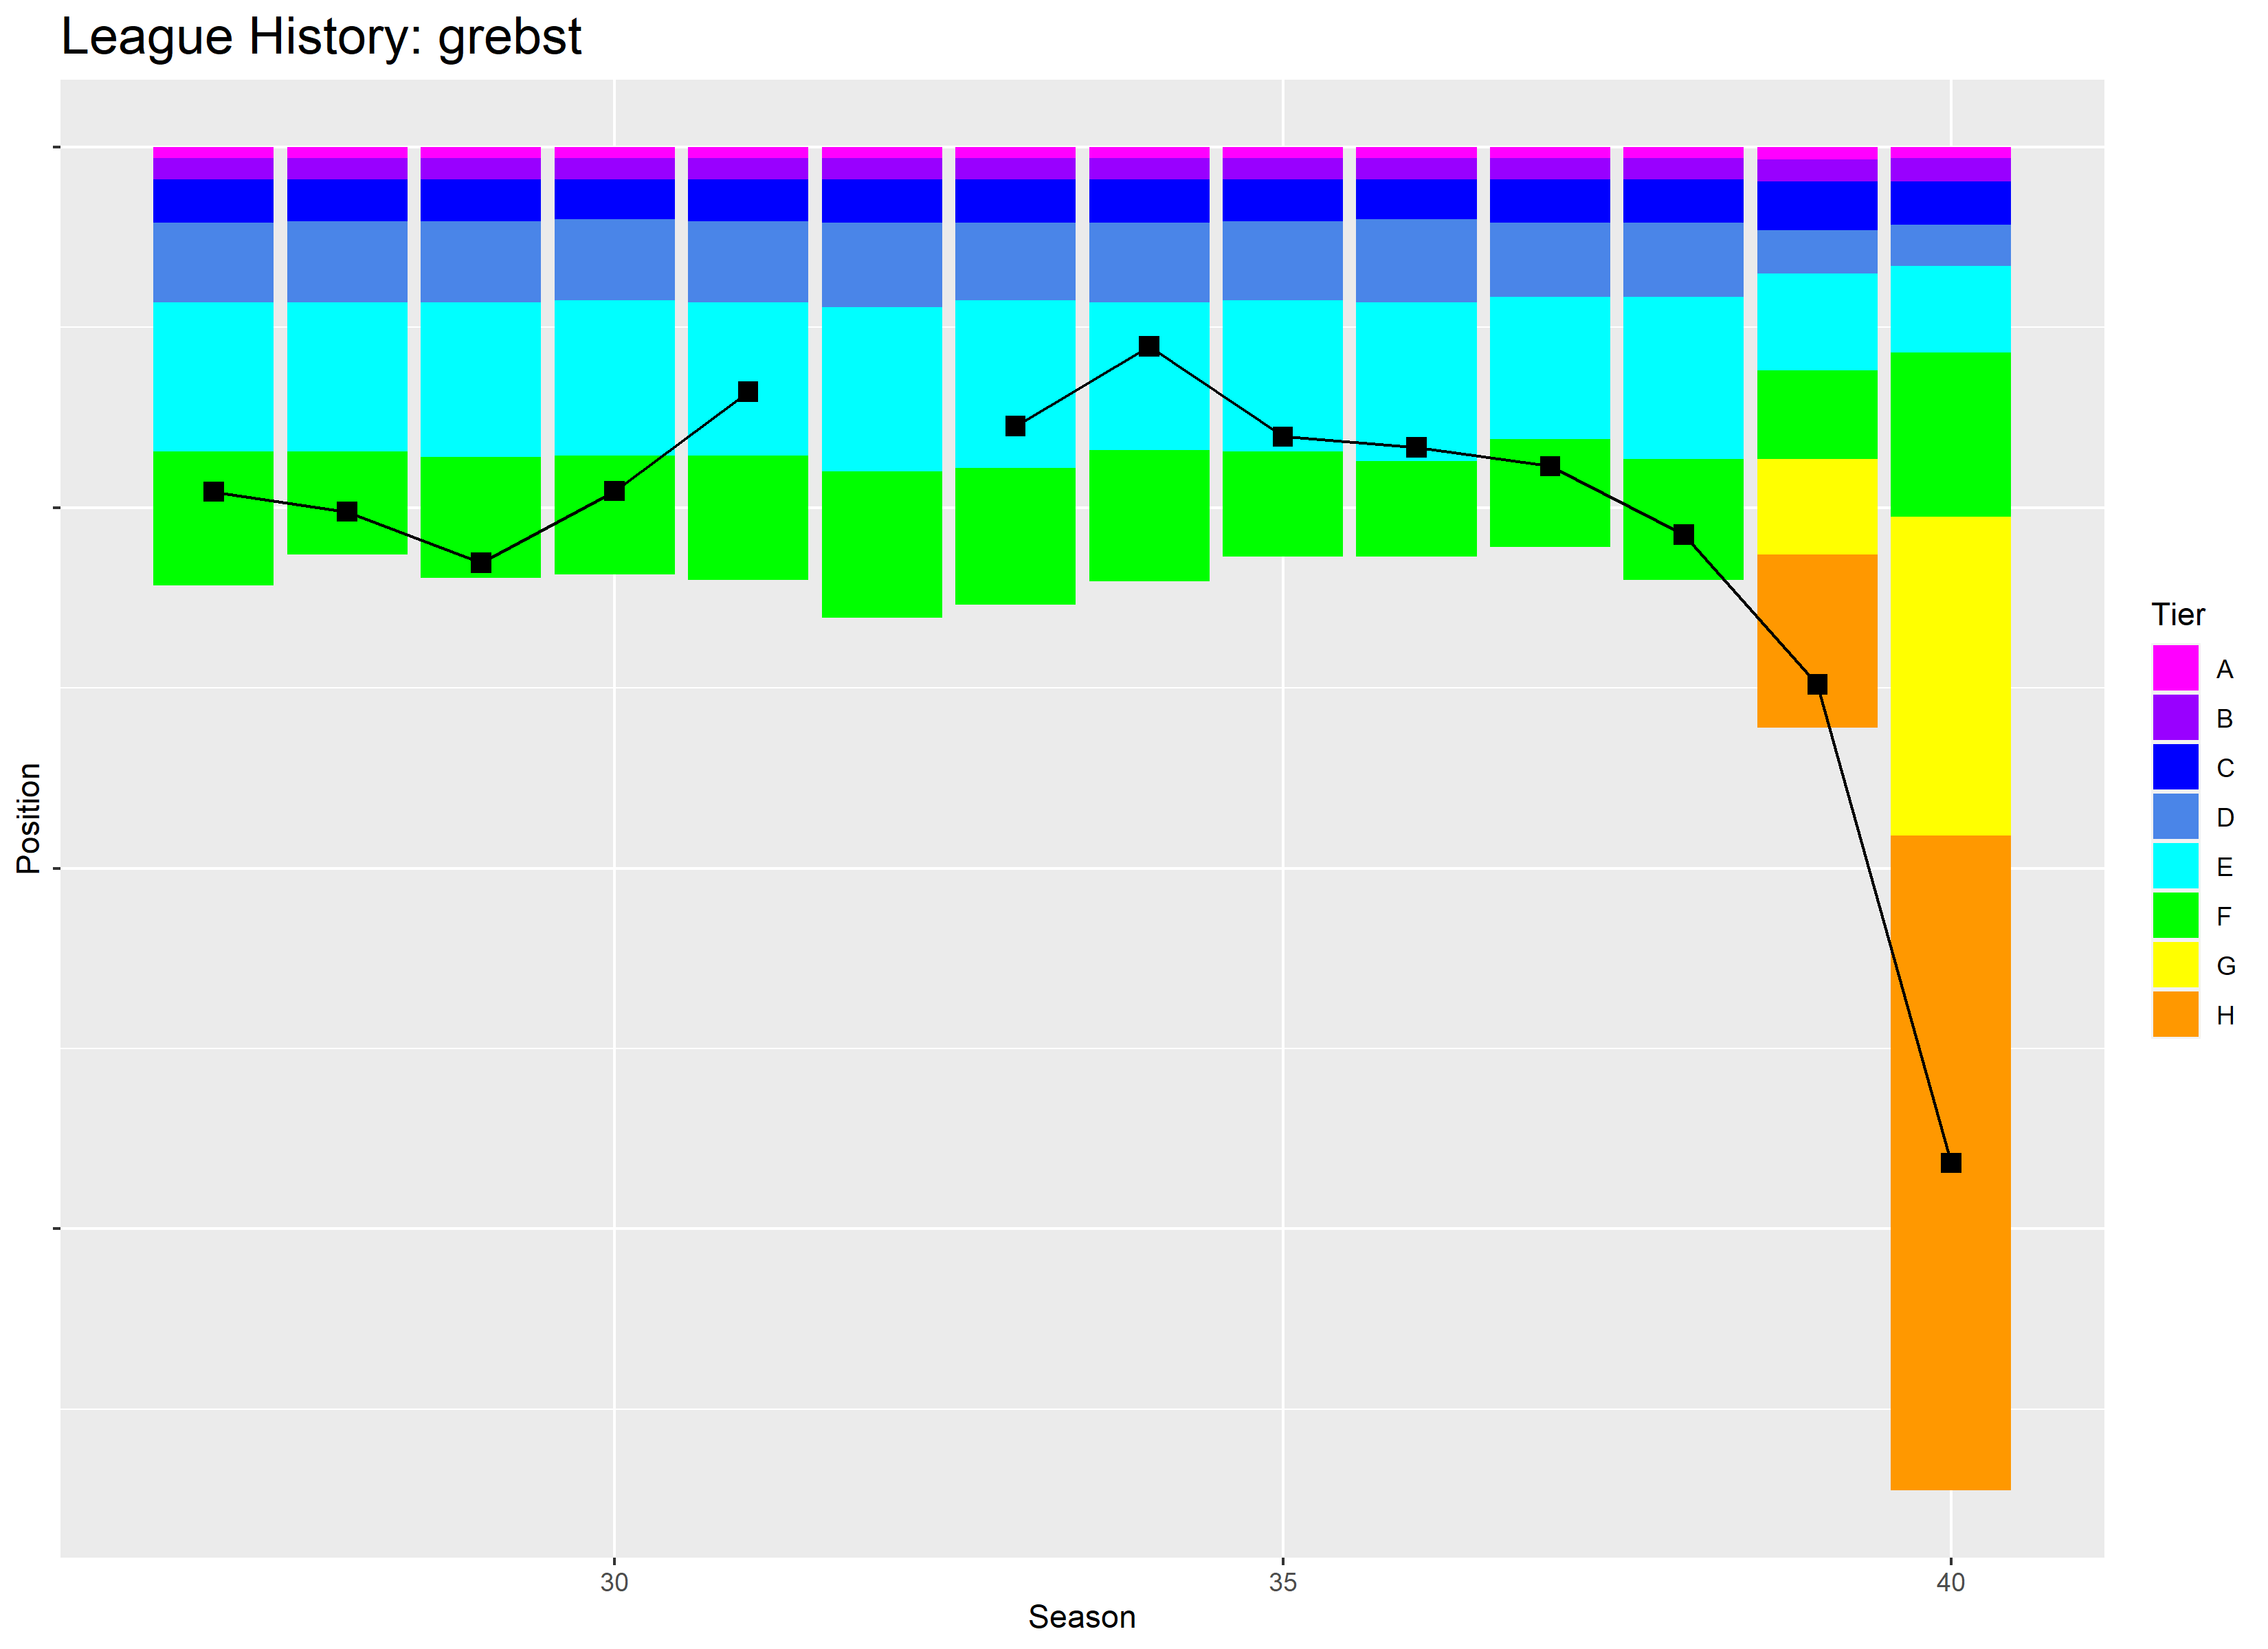 League History: grebst
Position
Tier
A
B
C
D
E
F
G
H
30
35
40
Season